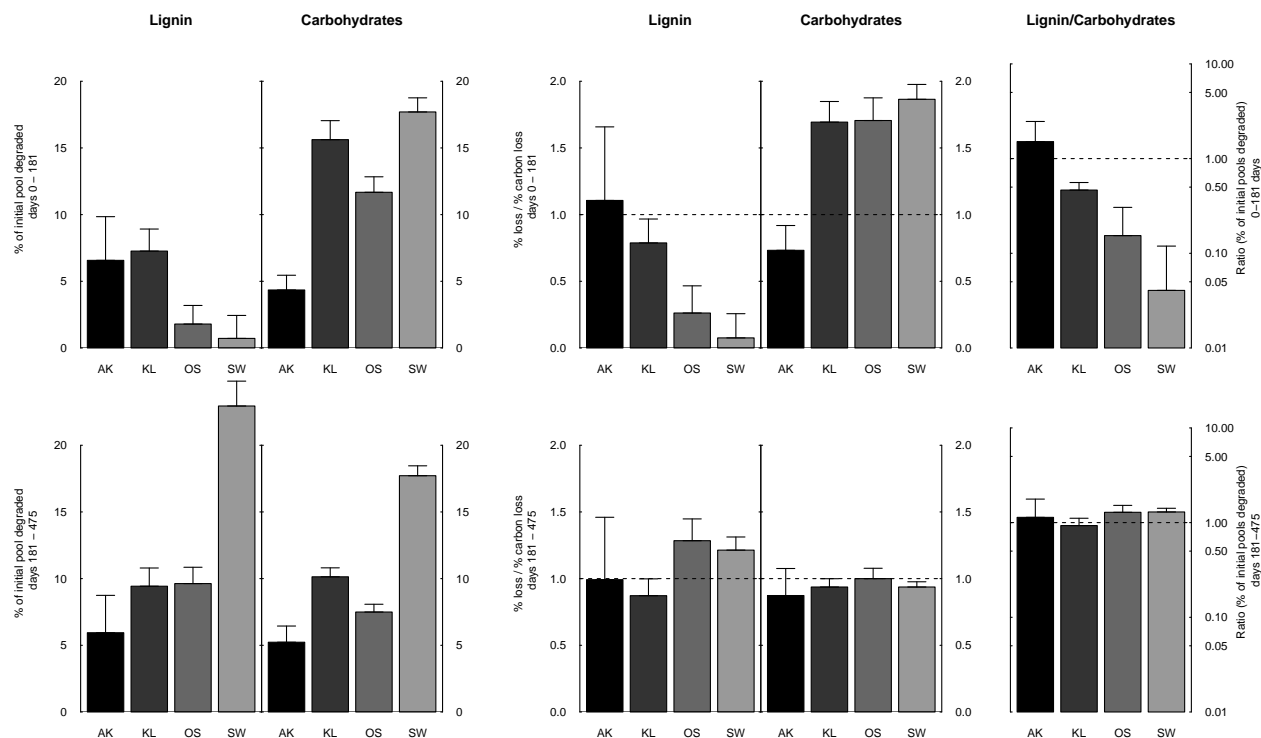 Lignin
Carbohydrates
Lignin
Carbohydrates
Lignin/Carbohydrates
% of initial pool degraded
days 0 – 181
20
15
10
5
0
20
15
10
5
0
AK KL OS SW
AK KL OS SW
% loss / % carbon loss
days 0 – 181
2.0
1.5
1.0
0.5
0.0
2.0
1.5
1.0
0.5
0.0
AK KL OS SW
AK KL OS SW
10.00
5.00
1.00
0.50
0.10
0.05
0.01
Ratio (% of initial pools degraded)
0–181 days
AK KL OS SW
% of initial pool degraded
days 181 – 475
20
15
10
5
0
20
15
10
5
0
AK KL OS SW
AK KL OS SW
% loss / % carbon loss
days 181 – 475
2.0
1.5
1.0
0.5
0.0
2.0
1.5
1.0
0.5
0.0
AK KL OS SW
AK KL OS SW
10.00
5.00
1.00
0.50
0.10
0.05
0.01
Ratio (% of initial pools degraded)
days 181–475
AK KL OS SW